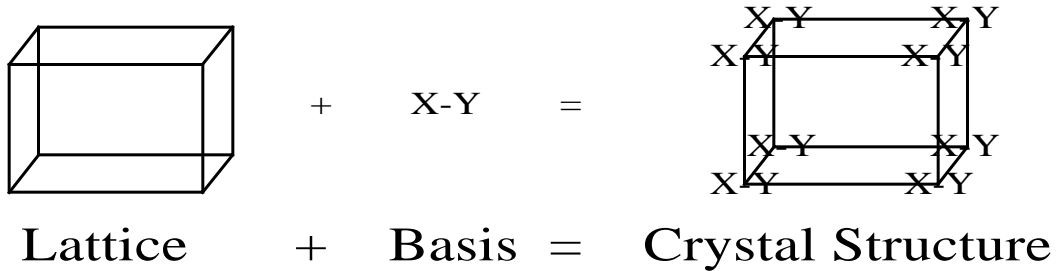 X-Y X-Y
X-Y X-Y
+ X-Y =
X-Y X-Y
X-Y X-Y
Lattice + Basis = Crystal Structure